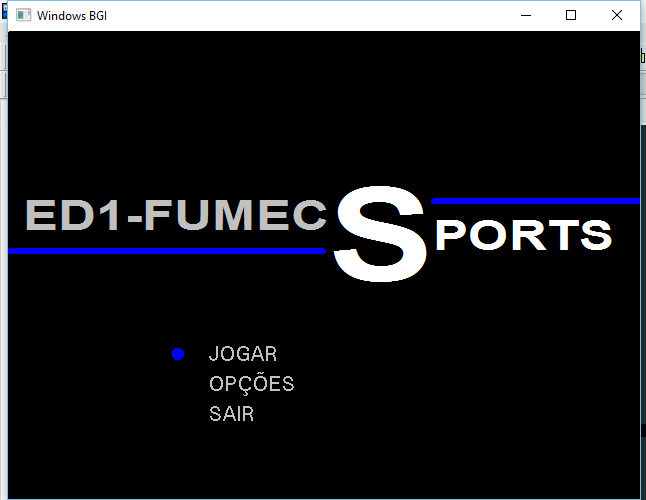 Windows BGI
ED1-FUMEC SPORTS
JOGAR
OPÇÕES
SAIR